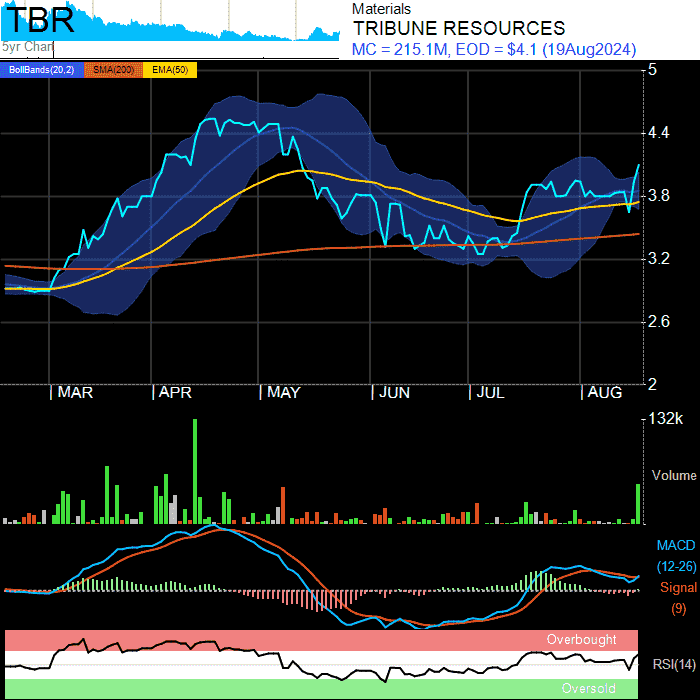 TBR
5yr Chart
Materials
TRIBUNE RESOURCES
MC = 215.1M, EOD = $4.1 (19Aug2024)
BollBands(20,2) SMA(200) EMA(50)
5
4.4
3.8
3.2
2.6
2
MAR APR MAY JUN JUL AUG
132k
Volume
MACD
(12-26)
Signal
(9)
Overbought
RSI(14)
Oversold